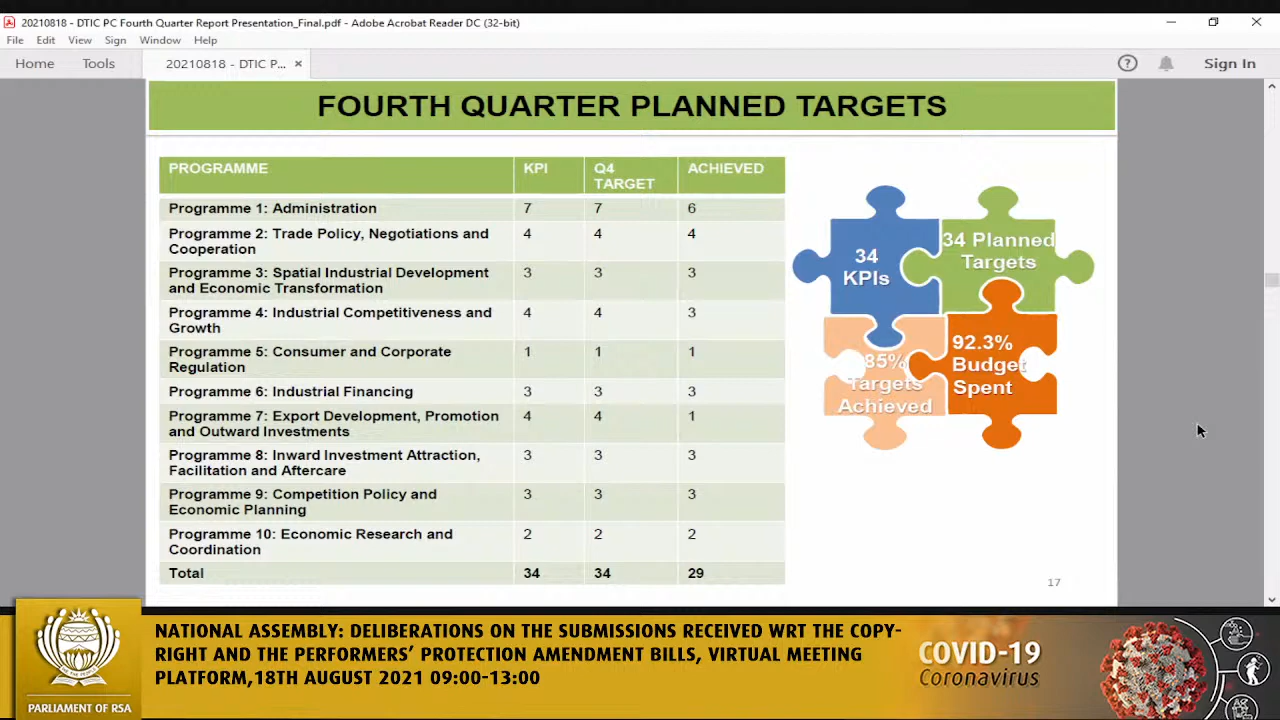 20210818 - DTIC PC Fourth Quarter Report Presentation_Final.pdf - Adobe Acrobat Reader DC (32-bit)
File Edit View Sign Window Help
Home Tools 20210818 - DTIC P... × Sign In
FOURTH QUARTER PLANNED TARGETS
PROGRAMME KPI Q4 TARGET ACHIEVED
Programme 1: Administration 7 7 6
Programme 2: Trade Policy, Negotiations and 4 4 4
Cooperation
Programme 3: Spatial Industrial Development 3 3 3
and Economic Transformation
Programme 4: Industrial Competitiveness and 4 4 3
Growth
Programme 5: Consumer and Corporate 1 1 1
Regulation
Programme 6: Industrial Financing 3 3 3
Programme 7: Export Development, Promotion 4 4 1
and Outward Investments
Programme 8: Inward Investment Attraction, 3 3 3
Facilitation and Aftercare
Programme 9: Competition Policy and 3 3 3
Economic Planning
Programme 10: Economic Research and 2 2 2
Coordination
Total 34 34 29
34
KPIs
34 Planned
Targets
85%
Targets
Achieved
92.3%
Budget
Spent
17
NATIONAL ASSEMBLY: DELIBERATIONS ON THE SUBMISSIONS RECEIVED WRT THE COPY-
RIGHT AND THE PERFORMERS' PROTECTION AMENDMENT BILLS, VIRTUAL MEETING
PLATFORM,18TH AUGUST 2021 09:00-13:00
PARLIAMENT OF RSA
COVID-19
Coronavirus